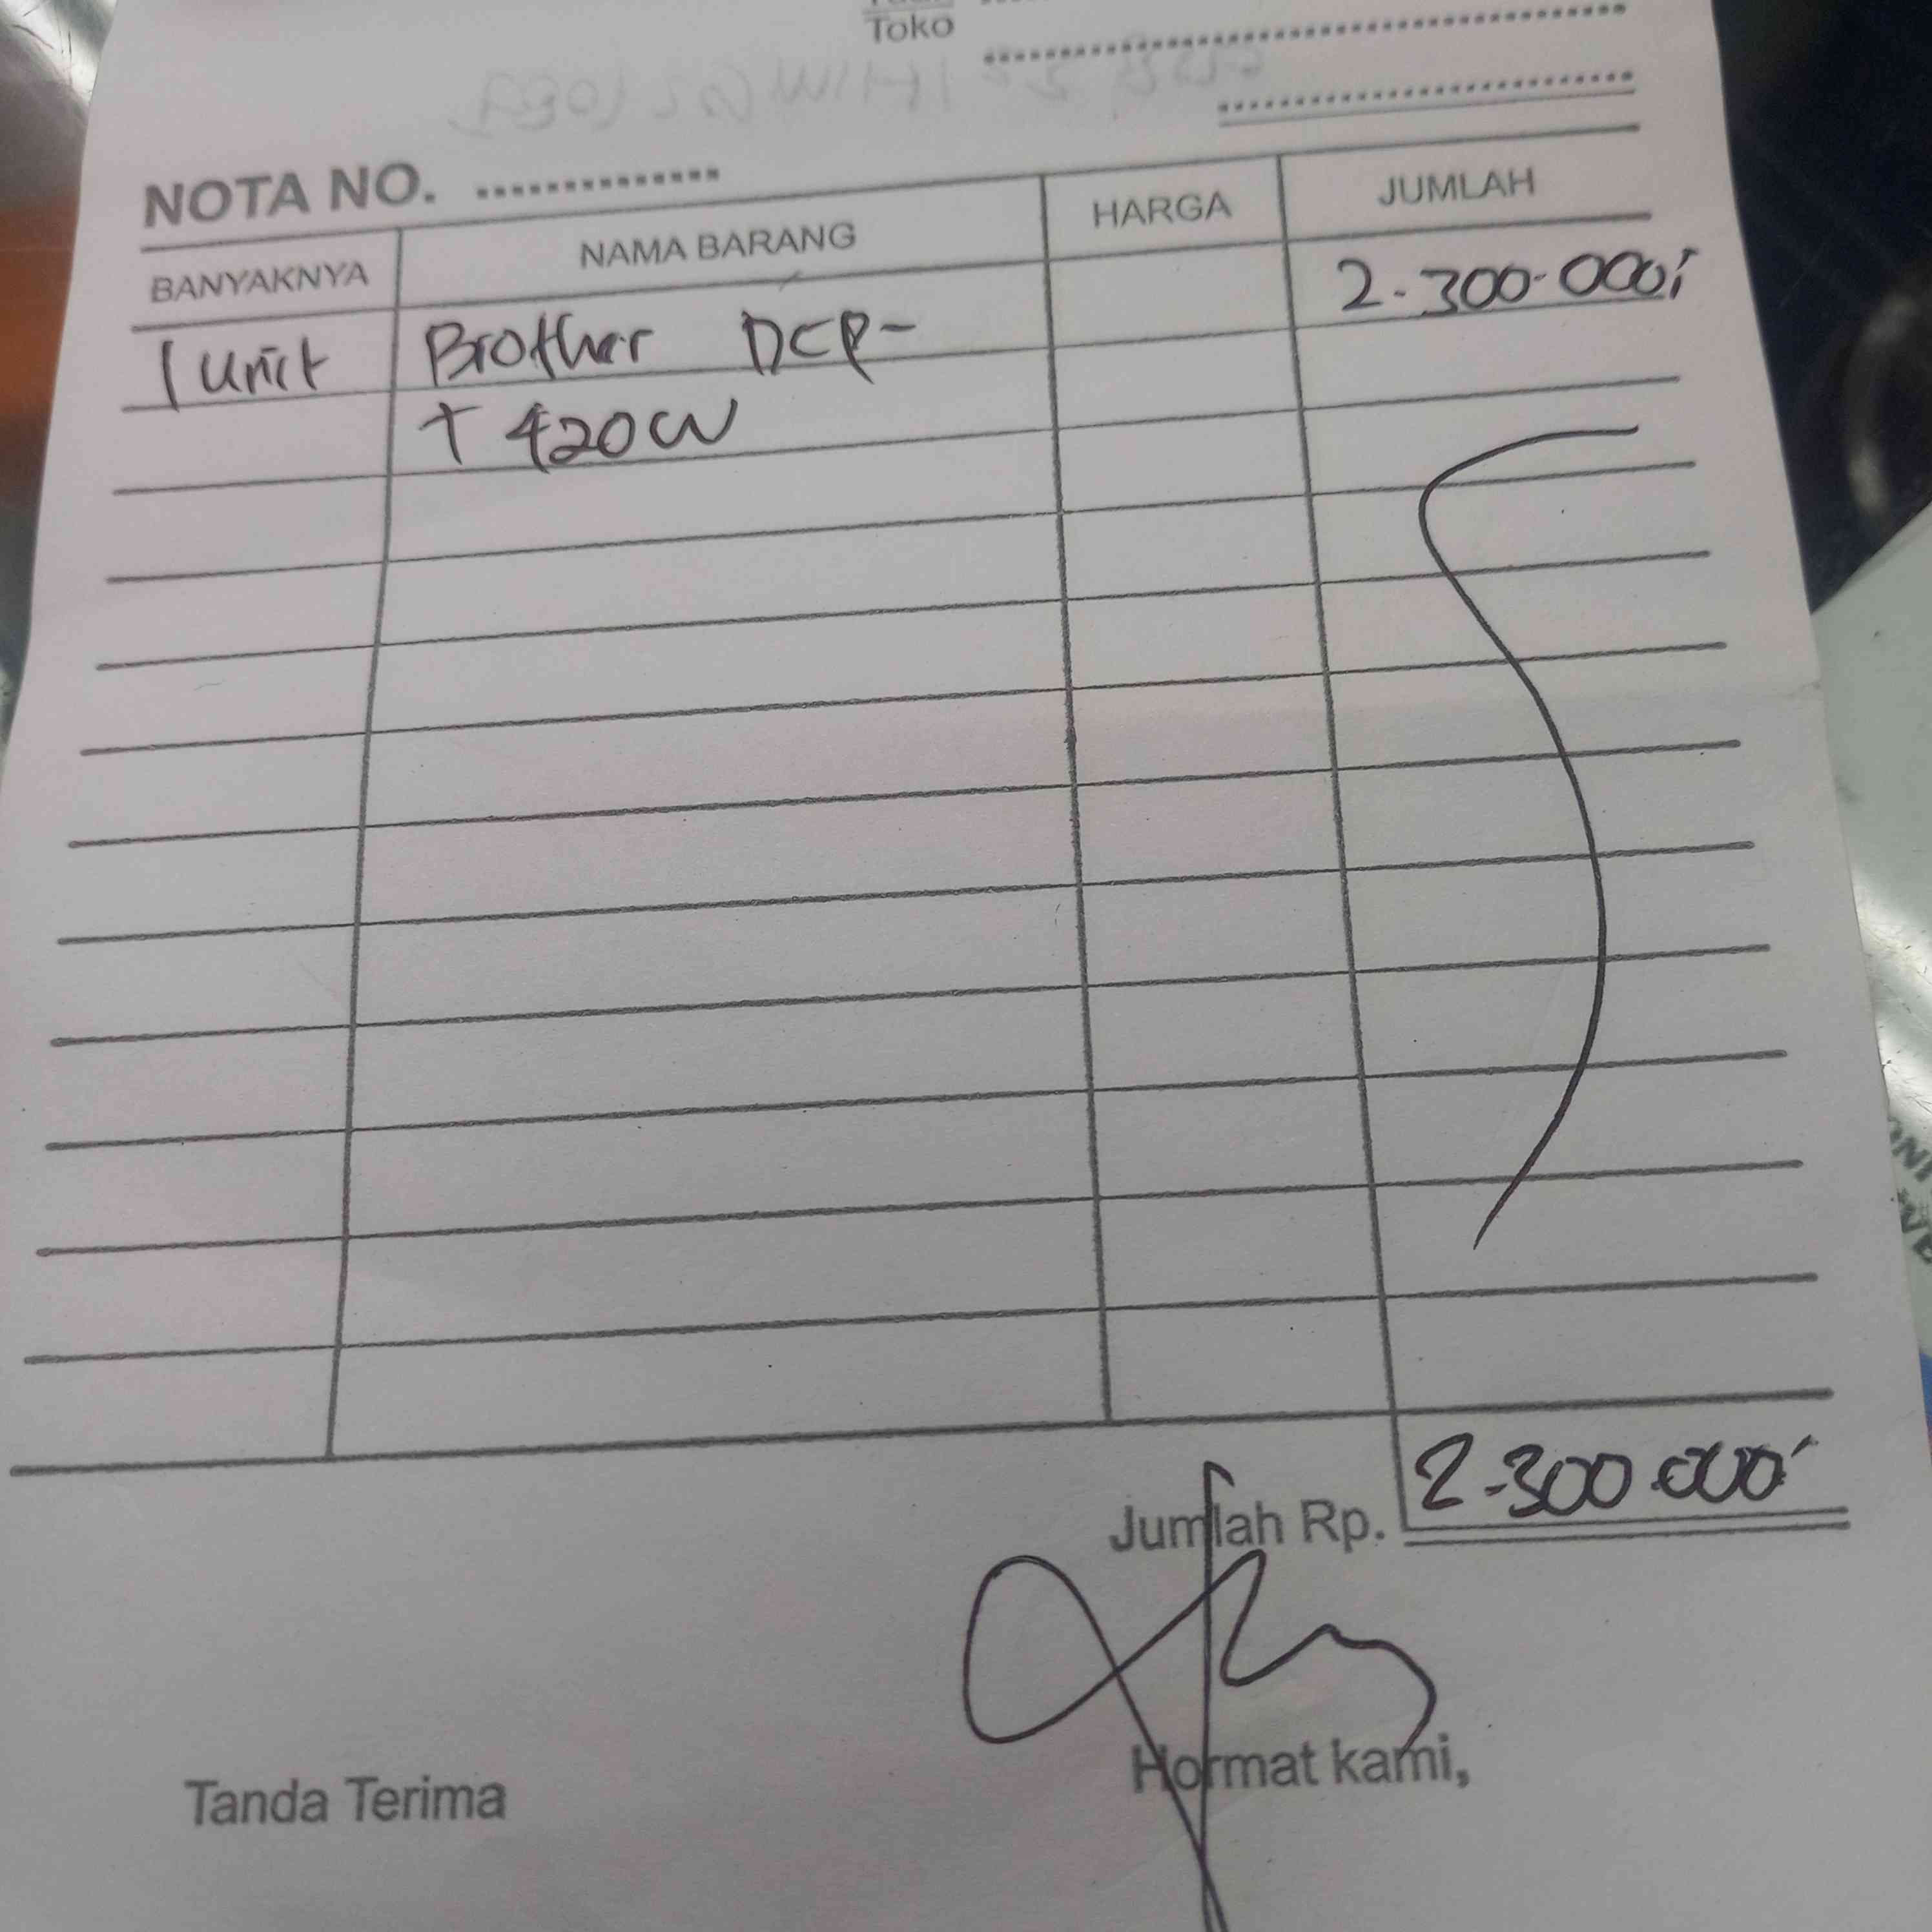 Toko
NOTA NO.
BANYAKNYA NAMA BARANG HARGA JUMLAH
1 unit Brother DCP- 2.300.000,-
T 420W
Jumlah Rp. 2.300.000,-
Tanda Terima Hormat kami,